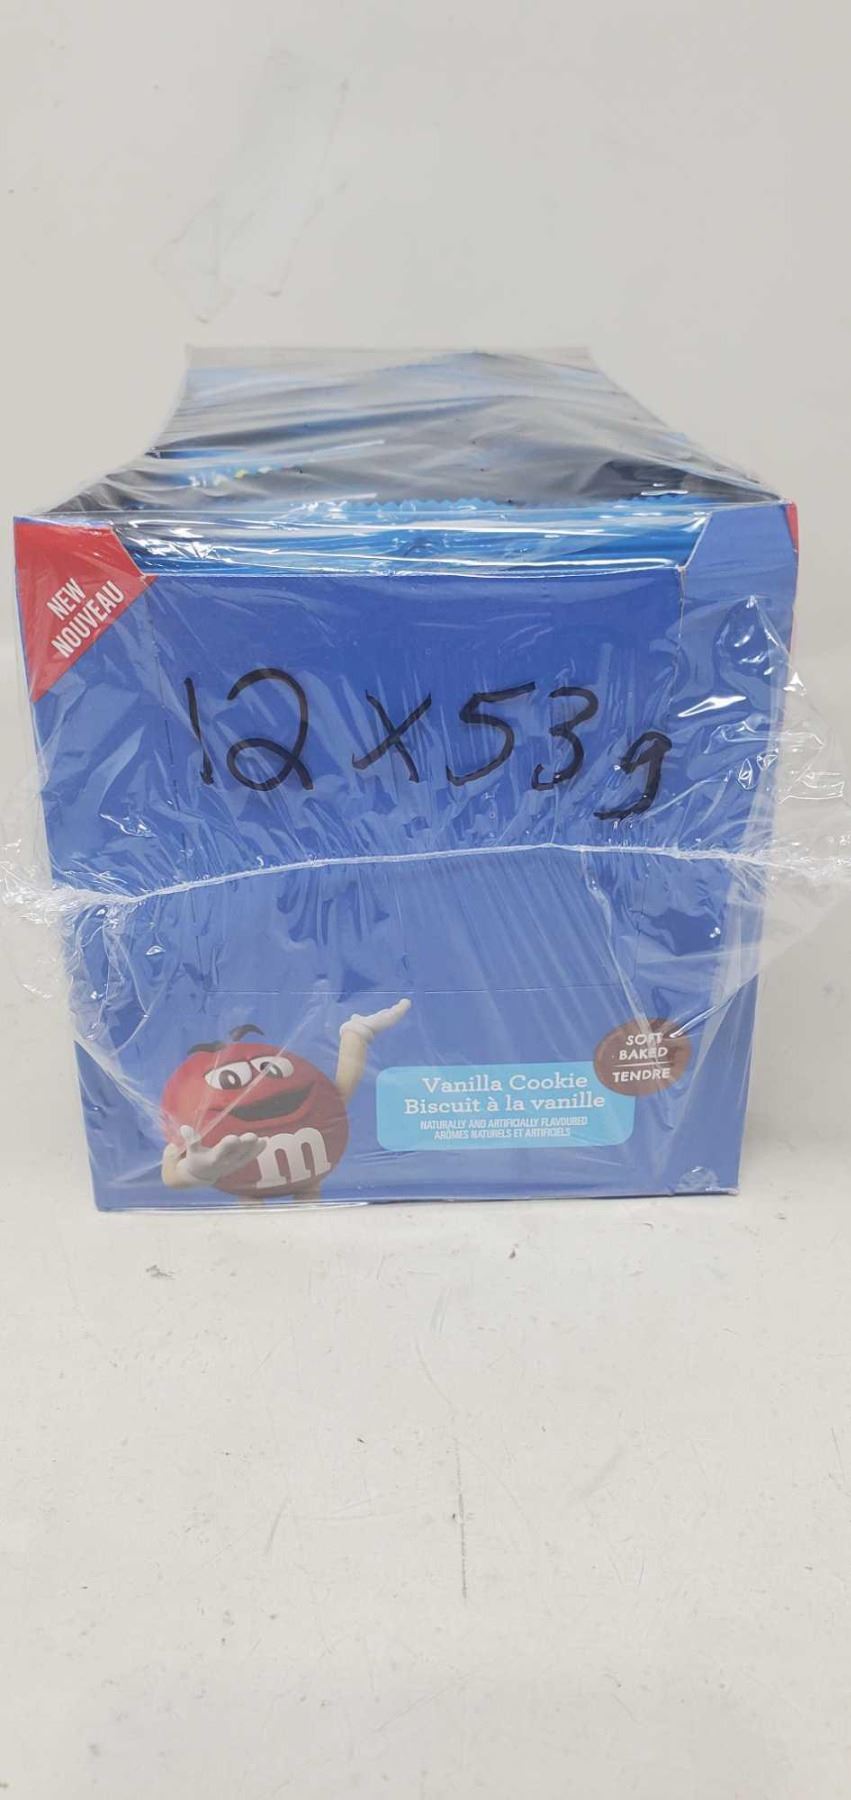 NEW
NOUVEAU
12 x 53 g
m
SOFT
BAKED
TENDRE
Vanilla Cookie
Biscuit à la vanille
NATURALLY AND ARTIFICIALLY FLAVOURED
ARÔMES NATURELS ET ARTIFICIELS